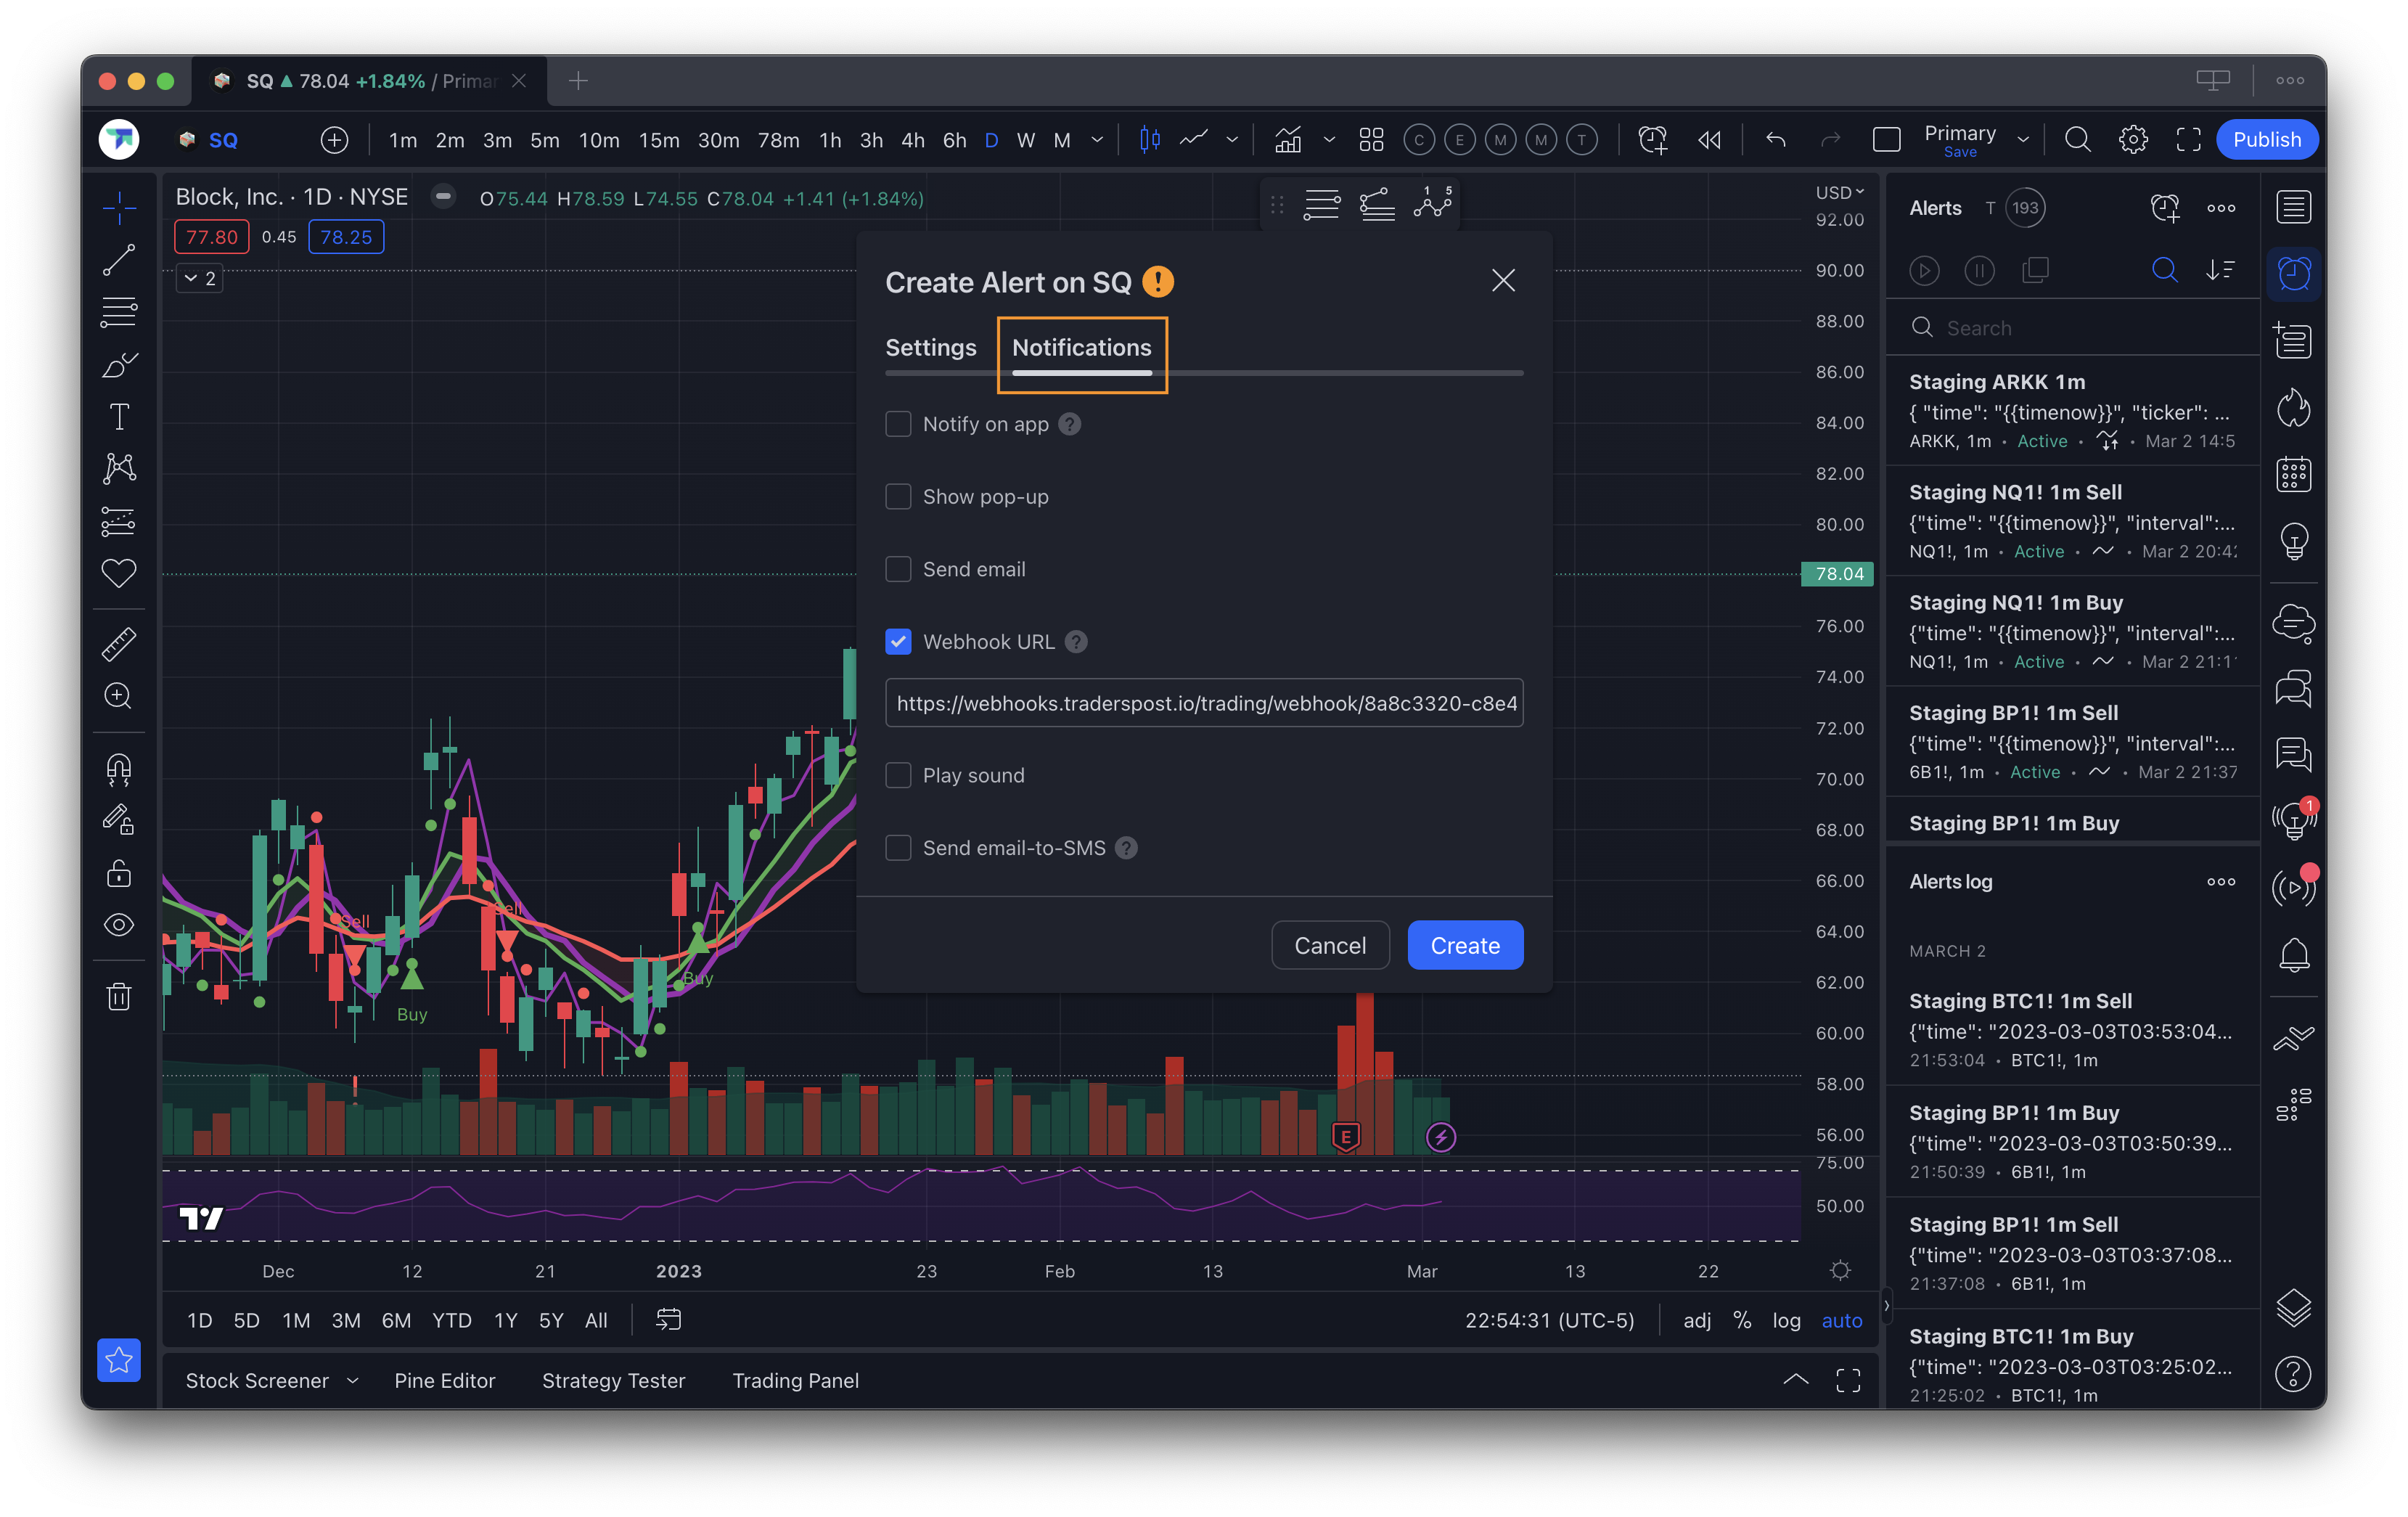 SQ ▲ 78.04 +1.84% / Primar
SQ
1m 2m 3m 5m 10m 15m 30m 78m 1h 3h 4h 6h D W M
C E M M T
Primary
Save
Publish
Block, Inc. · 1D · NYSE
O75.44 H78.59 L74.55 C78.04 +1.41 (+1.84%)
77.80 0.45 78.25
2
1 5
USD
92.00
90.00
88.00
86.00
84.00
82.00
80.00
78.04
76.00
74.00
72.00
70.00
68.00
66.00
64.00
62.00
60.00
58.00
56.00
75.00
50.00
Create Alert on SQ
Settings Notifications
Notify on app ?
Show pop-up
Send email
Webhook URL ?
https://webhooks.traderspost.io/trading/webhook/8a8c3320-c8e4
Play sound
Send email-to-SMS ?
Cancel Create
Sell
Sell
Buy
Buy
E
Dec 12 21 2023 23 Feb 13 Mar 13 22
1D 5D 1M 3M 6M YTD 1Y 5Y All
22:54:31 (UTC-5) adj % log auto
Stock Screener Pine Editor Strategy Tester Trading Panel
Alerts T 193
Search
Staging ARKK 1m
{ "time": "{{timenow}}", "ticker": ...
ARKK, 1m • Active • • Mar 2 14:5
Staging NQ1! 1m Sell
{"time": "{{timenow}}", "interval":...
NQ1!, 1m • Active • • Mar 2 20:42
Staging NQ1! 1m Buy
{"time": "{{timenow}}", "interval":...
NQ1!, 1m • Active • • Mar 2 21:1
Staging BP1! 1m Sell
{"time": "{{timenow}}", "interval":...
6B1!, 1m • Active • • Mar 2 21:37
Staging BP1! 1m Buy
Alerts log
MARCH 2
Staging BTC1! 1m Sell
{"time": "2023-03-03T03:53:04...
21:53:04 • BTC1!, 1m
Staging BP1! 1m Buy
{"time": "2023-03-03T03:50:39...
21:50:39 • 6B1!, 1m
Staging BP1! 1m Sell
{"time": "2023-03-03T03:37:08...
21:37:08 • 6B1!, 1m
Staging BTC1! 1m Buy
{"time": "2023-03-03T03:25:02...
21:25:02 • BTC1!, 1m
1